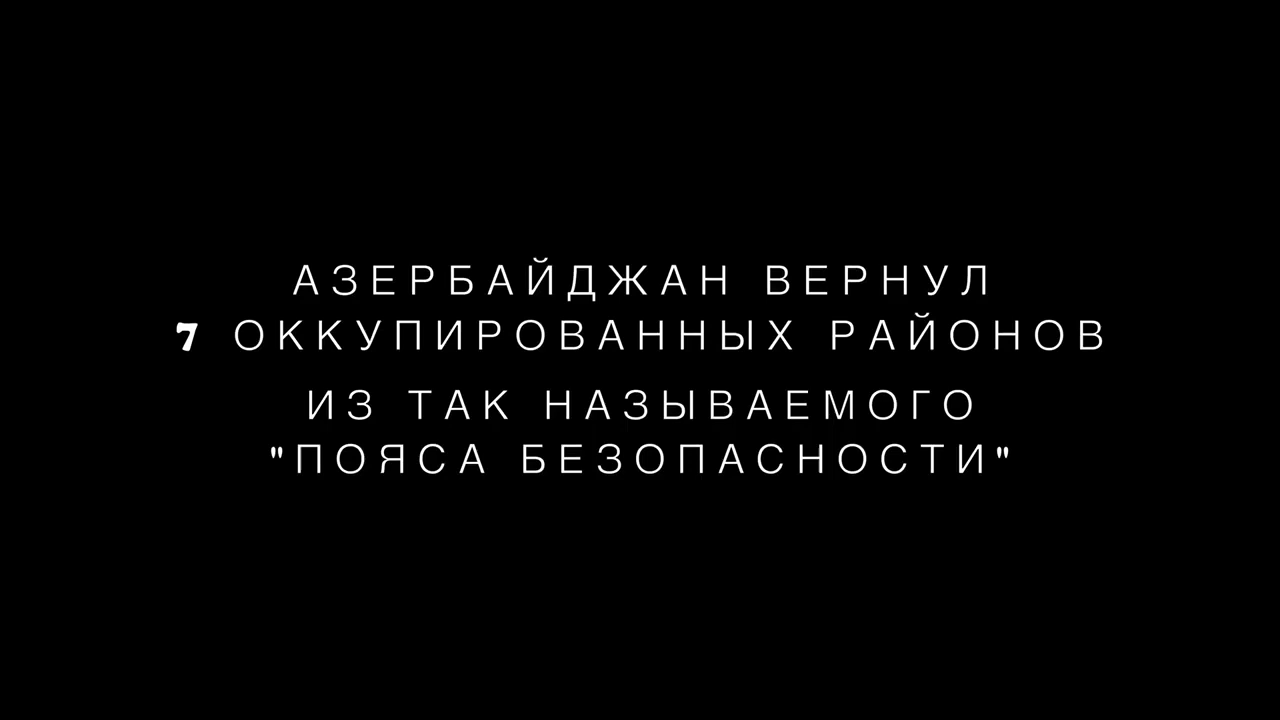 АЗЕРБАЙДЖАН ВЕРНУЛ
7 ОККУПИРОВАННЫХ РАЙОНОВ
ИЗ ТАК НАЗЫВАЕМОГО
"ПОЯСА БЕЗОПАСНОСТИ"